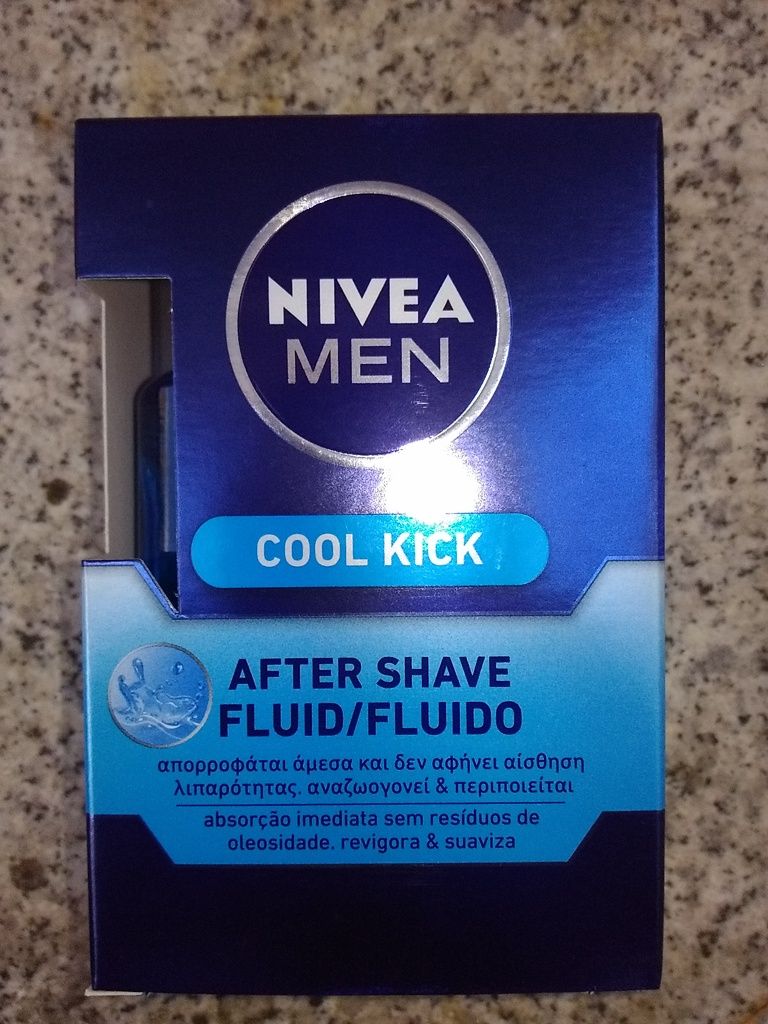 NIVEA
MEN
COOL KICK
AFTER SHAVE
FLUID/FLUIDO
απορροφάται άμεσα και δεν αφήνει αίσθηση
λιπαρότητας. αναζωογονεί & περιποιείται
absorção imediata sem resíduos de
oleosidade. revigora & suaviza